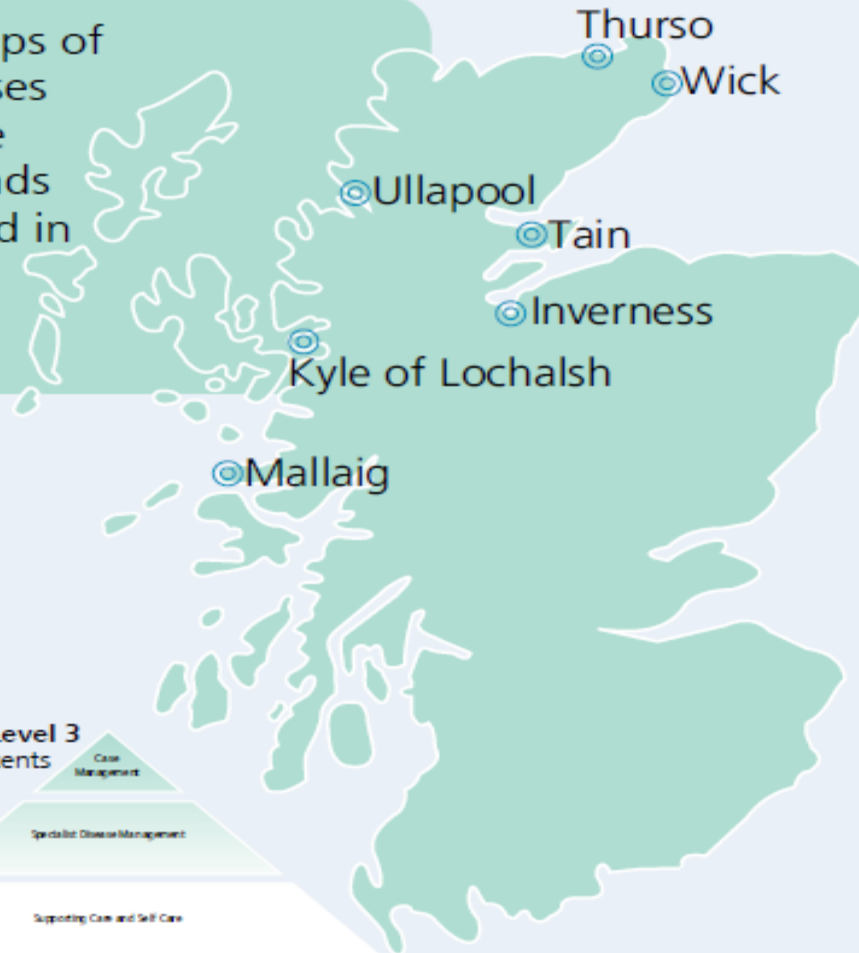 ps of
ses
e
ds
d in
Thurso
Wick
Ullapool
Tain
Inverness
Kyle of Lochalsh
Mallaig
Level 3
ents
Case
Management
Specialist Disease Management
Supporting Care and Self Care